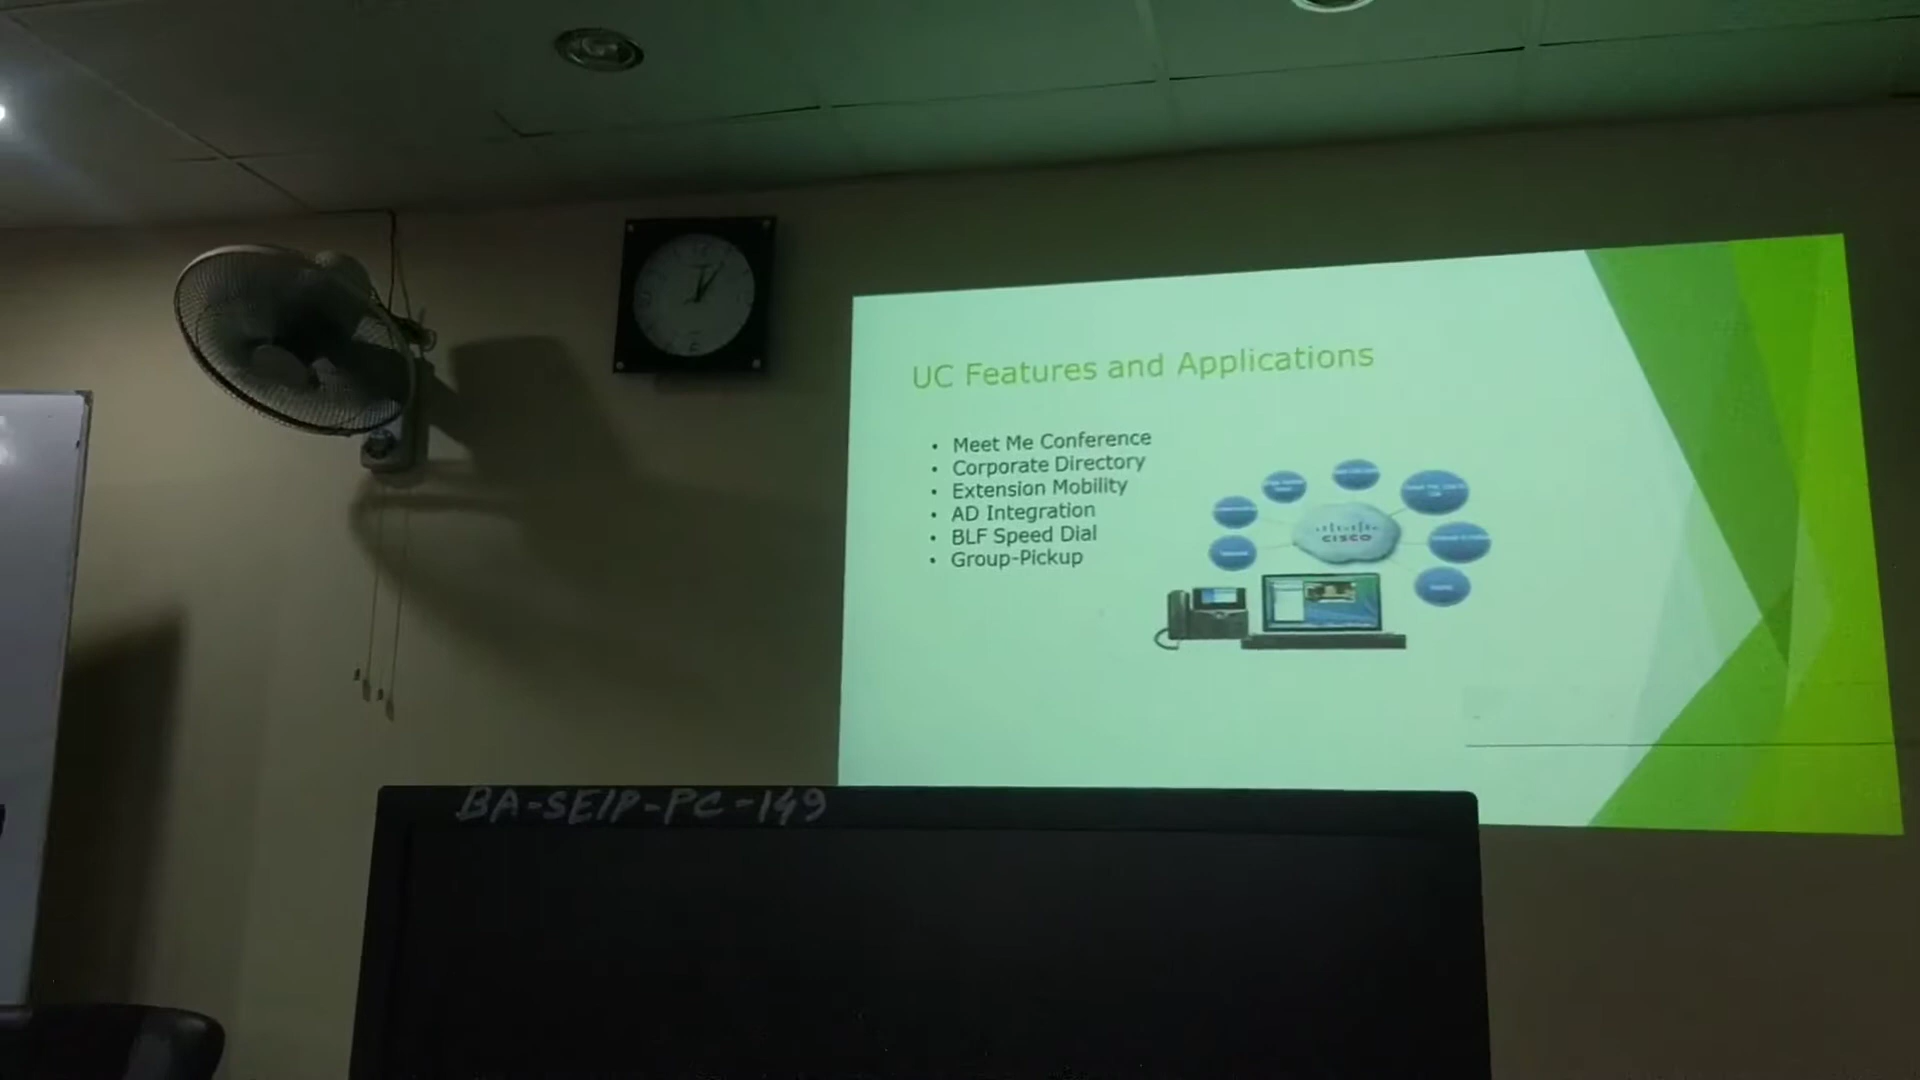 UC Features and Applications
• Meet Me Conference
• Corporate Directory
• Extension Mobility
• AD Integration
• BLF Speed Dial
• Group-Pickup
CISCO
BA-SEIP-PC-149